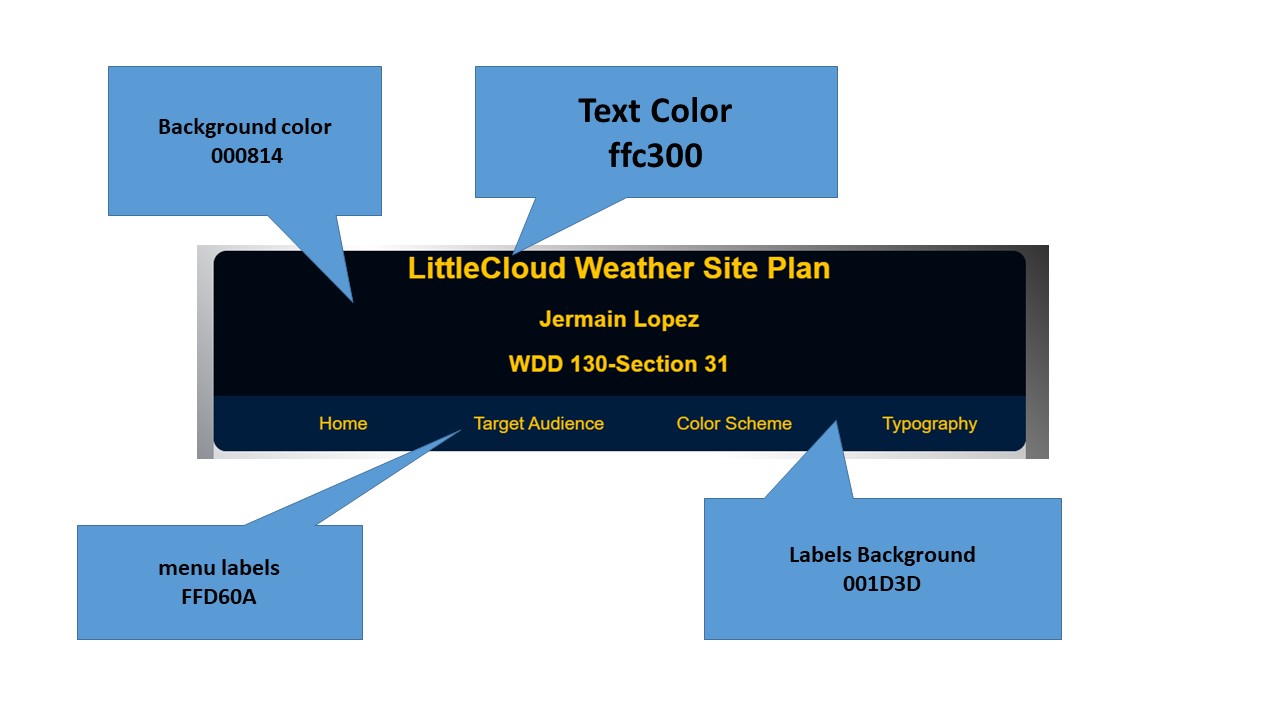 Background color
000814
Text Color
ffc300
LittleCloud Weather Site Plan
Jermain Lopez
WDD 130-Section 31
Home Target Audience Color Scheme Typography
menu labels
FFD60A
Labels Background
001D3D